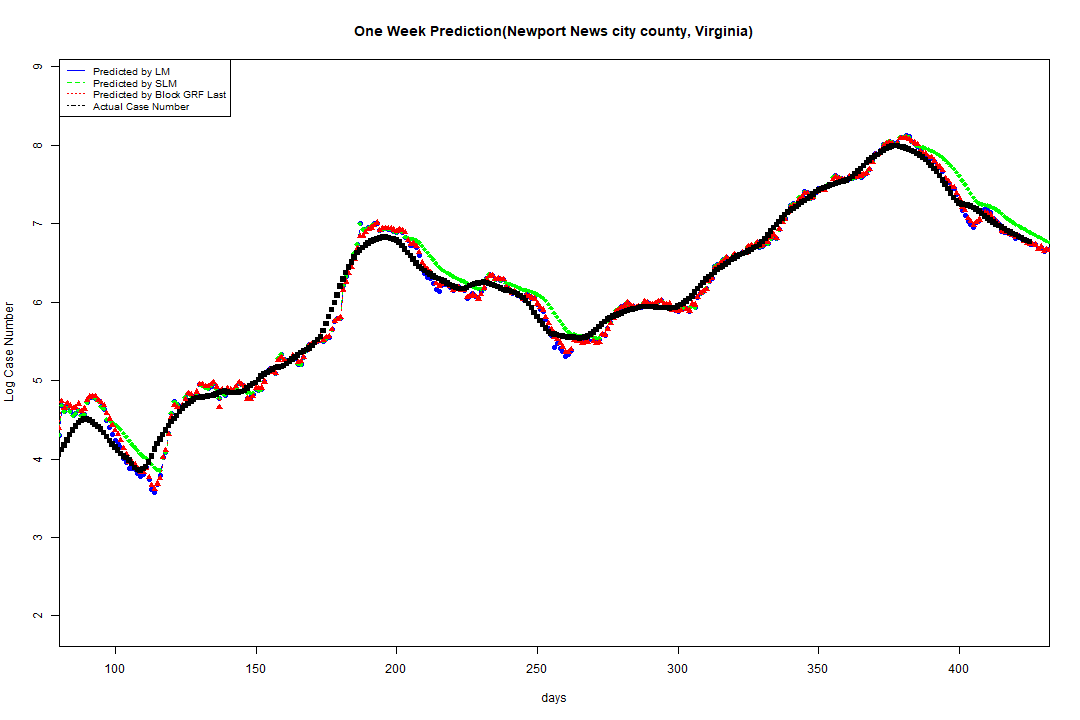 One Week Prediction(Newport News city county, Virginia)
Predicted by LM
Predicted by SLM
Predicted by Block GRF Last
Actual Case Number
Log Case Number
9
8
7
6
5
4
3
2
100 150 200 250 300 350 400
days